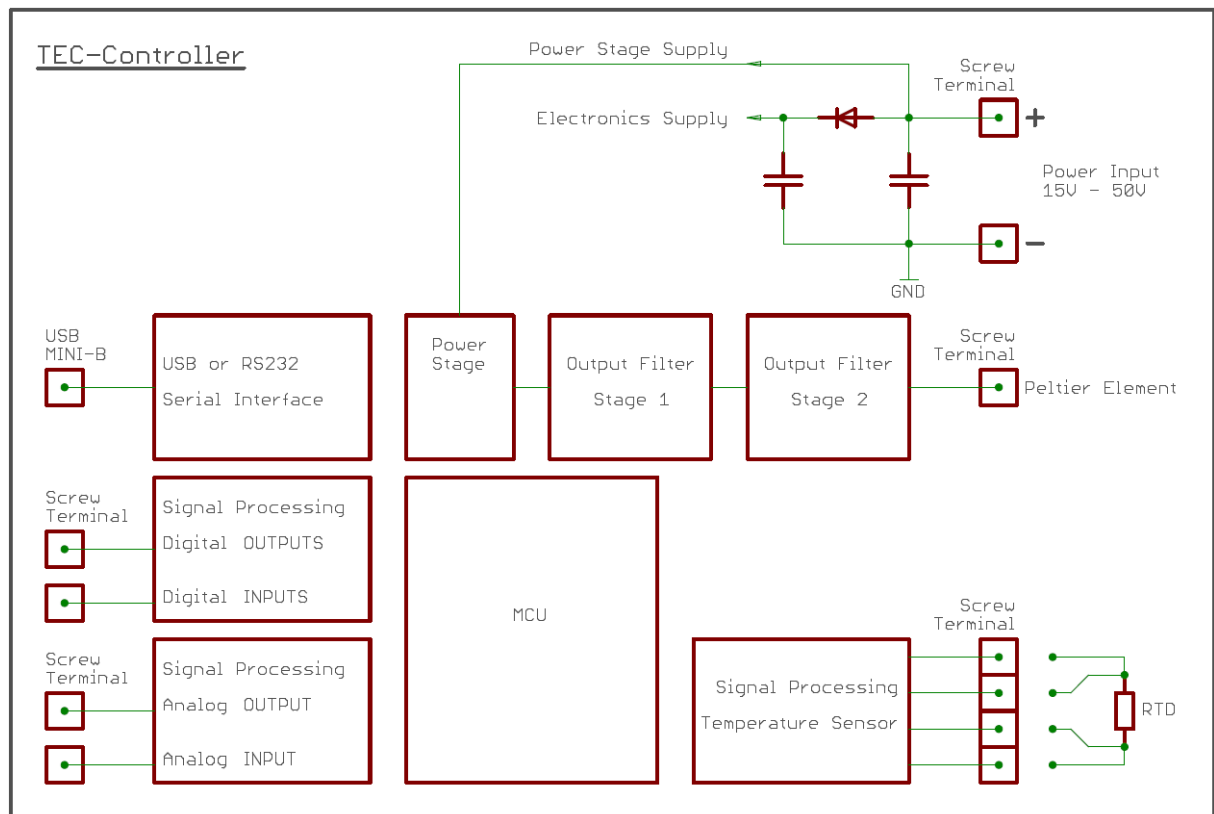 TEC-Controller
Power Stage Supply
Screw
Terminal
+
Electronics Supply
Power Input
15V - 50V
-
GND
USB
MINI-B
USB or RS232
Serial Interface
Power
Stage
Output Filter
Stage 1
Output Filter
Stage 2
Screw
Terminal
Peltier Element
Screw
Terminal
Signal Processing
Digital OUTPUTS
Digital INPUTS
MCU
Screw
Terminal
Signal Processing
Analog OUTPUT
Analog INPUT
Screw
Terminal
Signal Processing
Temperature Sensor
RTD